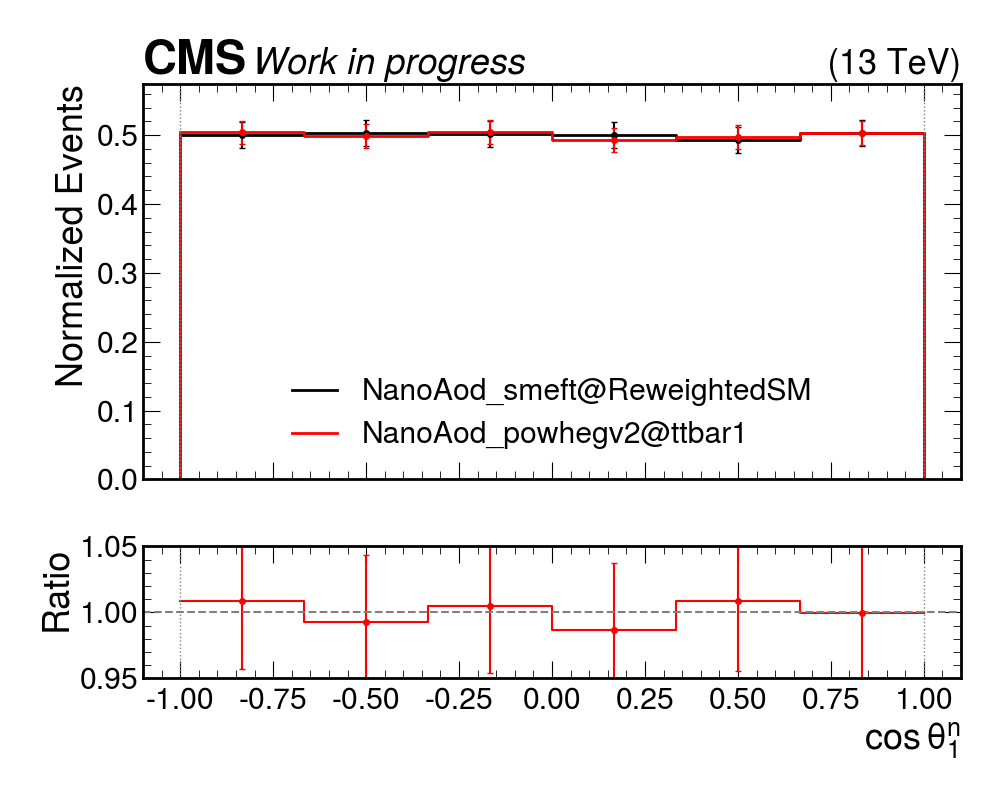 CMS Work in progress (13 TeV)
Normalized Events
0.5
0.4
0.3
0.2
0.1
0.0
NanoAod_smeft@ReweightedSM
NanoAod_powhegv2@ttbar1
Ratio
1.05
1.00
0.95
-1.00 -0.75 -0.50 -0.25 0.00 0.25 0.50 0.75 1.00
cos θ₁ⁿ